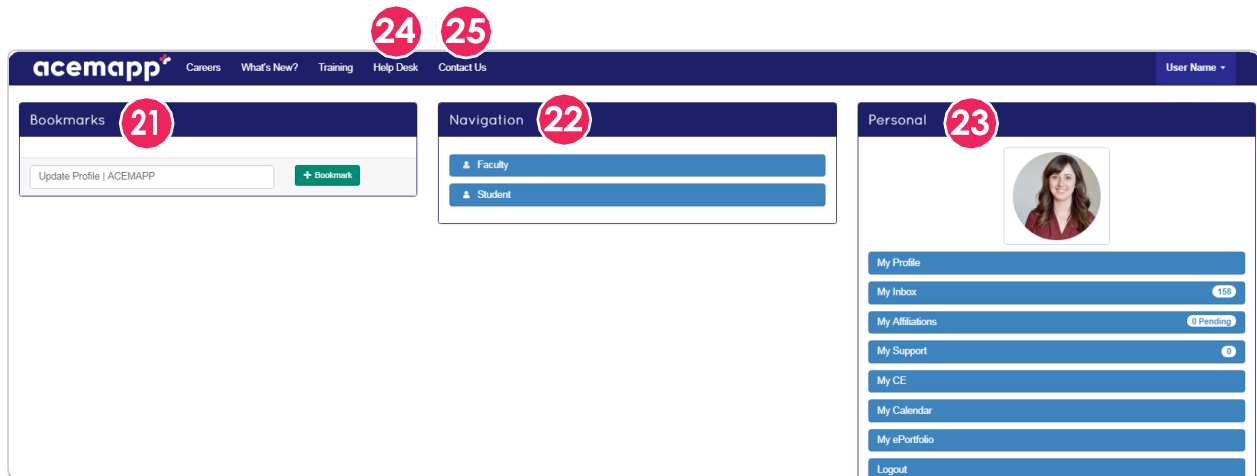 24 25
acemapp Careers What's New? Training Help Desk Contact Us User Name
Bookmarks 21
Update Profile | ACEMAPP + Bookmark
Navigation 22
Faculty
Student
Personal 23
My Profile
My Inbox 158
My Affiliations 0 Pending
My Support 0
My CE
My Calendar
My ePortfolio
Logout